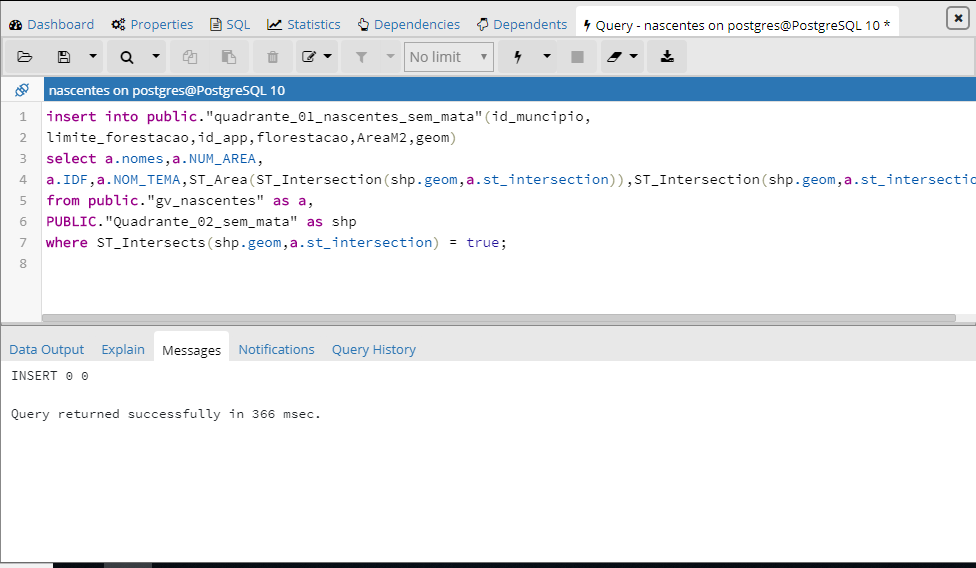 Dashboard Properties SQL Statistics Dependencies Dependents Query - nascentes on postgres@PostgreSQL 10 *
No limit
nascentes on postgres@PostgreSQL 10
1 insert into public."quadrante_01_nascentes_sem_mata"(id_muncipio,
2 limite_forestacao,id_app,florestacao,AreaM2,geom)
3 select a.nomes,a.NUM_AREA,
4 a.IDF,a.NOM_TEMA,ST_Area(ST_Intersection(shp.geom,a.st_intersection)),ST_Intersection(shp.geom,a.st_intersectio
5 from public."gv_nascentes" as a,
6 PUBLIC."Quadrante_02_sem_mata" as shp
7 where ST_Intersects(shp.geom,a.st_intersection) = true;
8
Data Output Explain Messages Notifications Query History
INSERT 0 0
Query returned successfully in 366 msec.